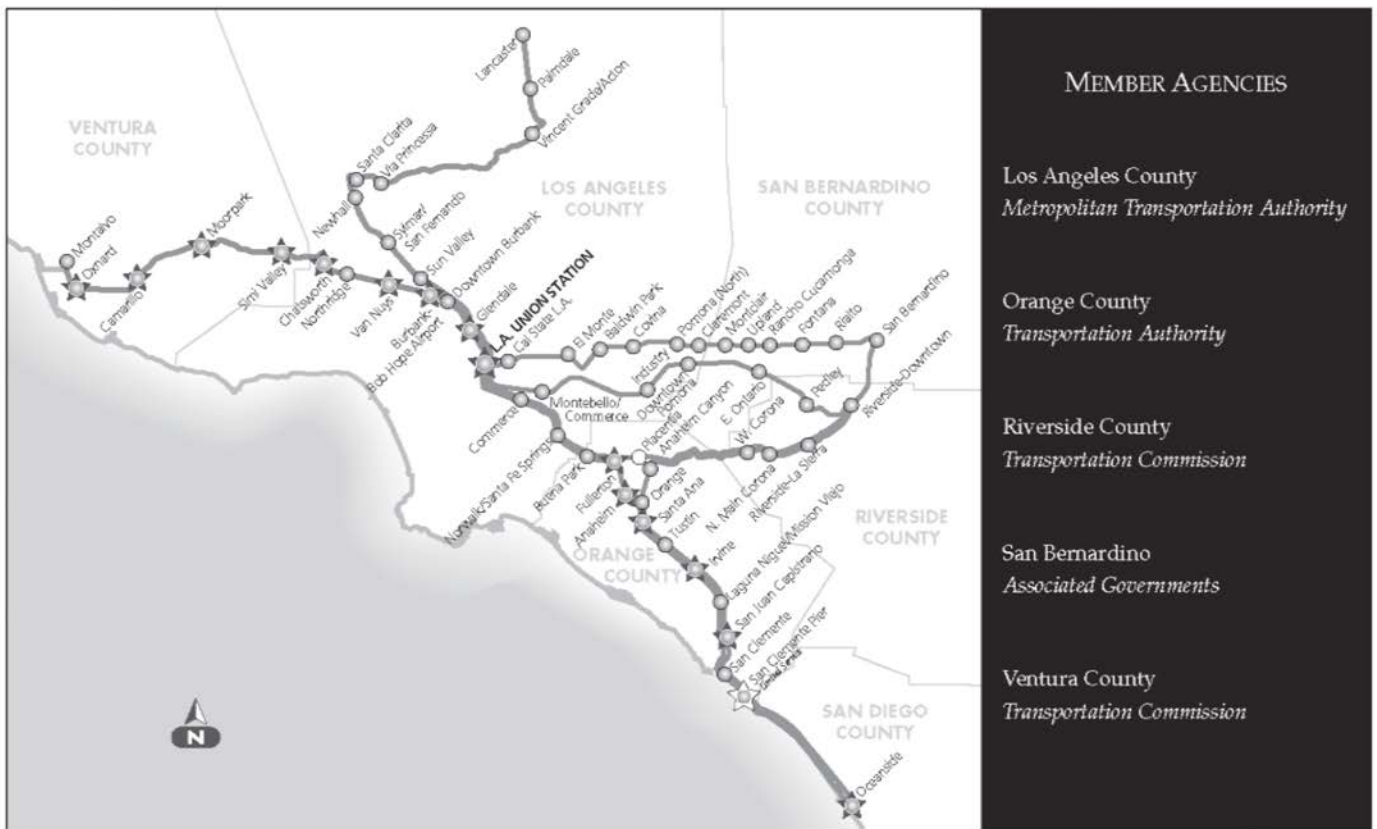 Lancaster
Palmdale
Vincent Grade/Acton
VENTURA
COUNTY
Santa Clarita
Via Princessa
Newhall
LOS ANGELES
COUNTY
SAN BERNARDINO
COUNTY
Sylmar/
San Fernando
Sun Valley
Downtown Burbank
Glendale
L.A. UNION STATION
Montalvo
Oxnard
Camarillo
Moorpark
Simi Valley
Chatsworth
Northridge
Van Nuys
Burbank-
Bob Hope Airport
Cal State L.A.
El Monte
Baldwin Park
Covina
Pomona (North)
Claremont
Montclair
Upland
Rancho Cucamonga
Fontana
Rialto
San Bernardino
Commerce
Montebello/
Commerce
Industry
Downtown
Pomona
E. Ontario
Pedley
Riverside-Downtown
Norwalk/Santa Fe Springs
Buena Park
Fullerton
Placentia
Anaheim Canyon
W. Corona
N. Main Corona
Riverside-La Sierra
Anaheim
Orange
Santa Ana
Tustin
Irvine
Laguna Niguel/Mission Viejo
San Juan Capistrano
San Clemente
San Clemente Pier
Limited Service
Oceanside
ORANGE
COUNTY
RIVERSIDE
COUNTY
SAN DIEGO
COUNTY
N
MEMBER AGENCIES
Los Angeles County
Metropolitan Transportation Authority
Orange County
Transportation Authority
Riverside County
Transportation Commission
San Bernardino
Associated Governments
Ventura County
Transportation Commission